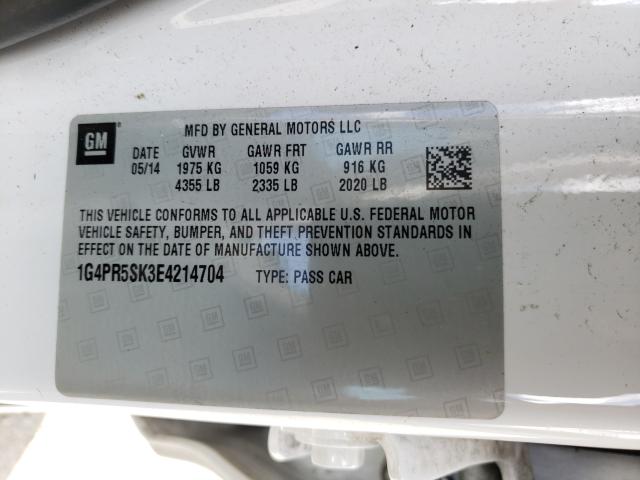 GM
MFD BY GENERAL MOTORS LLC
DATE GVWR GAWR FRT GAWR RR
05/14 1975 KG 1059 KG 916 KG
4355 LB 2335 LB 2020 LB
THIS VEHICLE CONFORMS TO ALL APPLICABLE U.S. FEDERAL MOTOR
VEHICLE SAFETY, BUMPER, AND THEFT PREVENTION STANDARDS IN
EFFECT ON THE DATE OF MANUFACTURE SHOWN ABOVE.
1G4PR5SK3E4214704 TYPE: PASS CAR